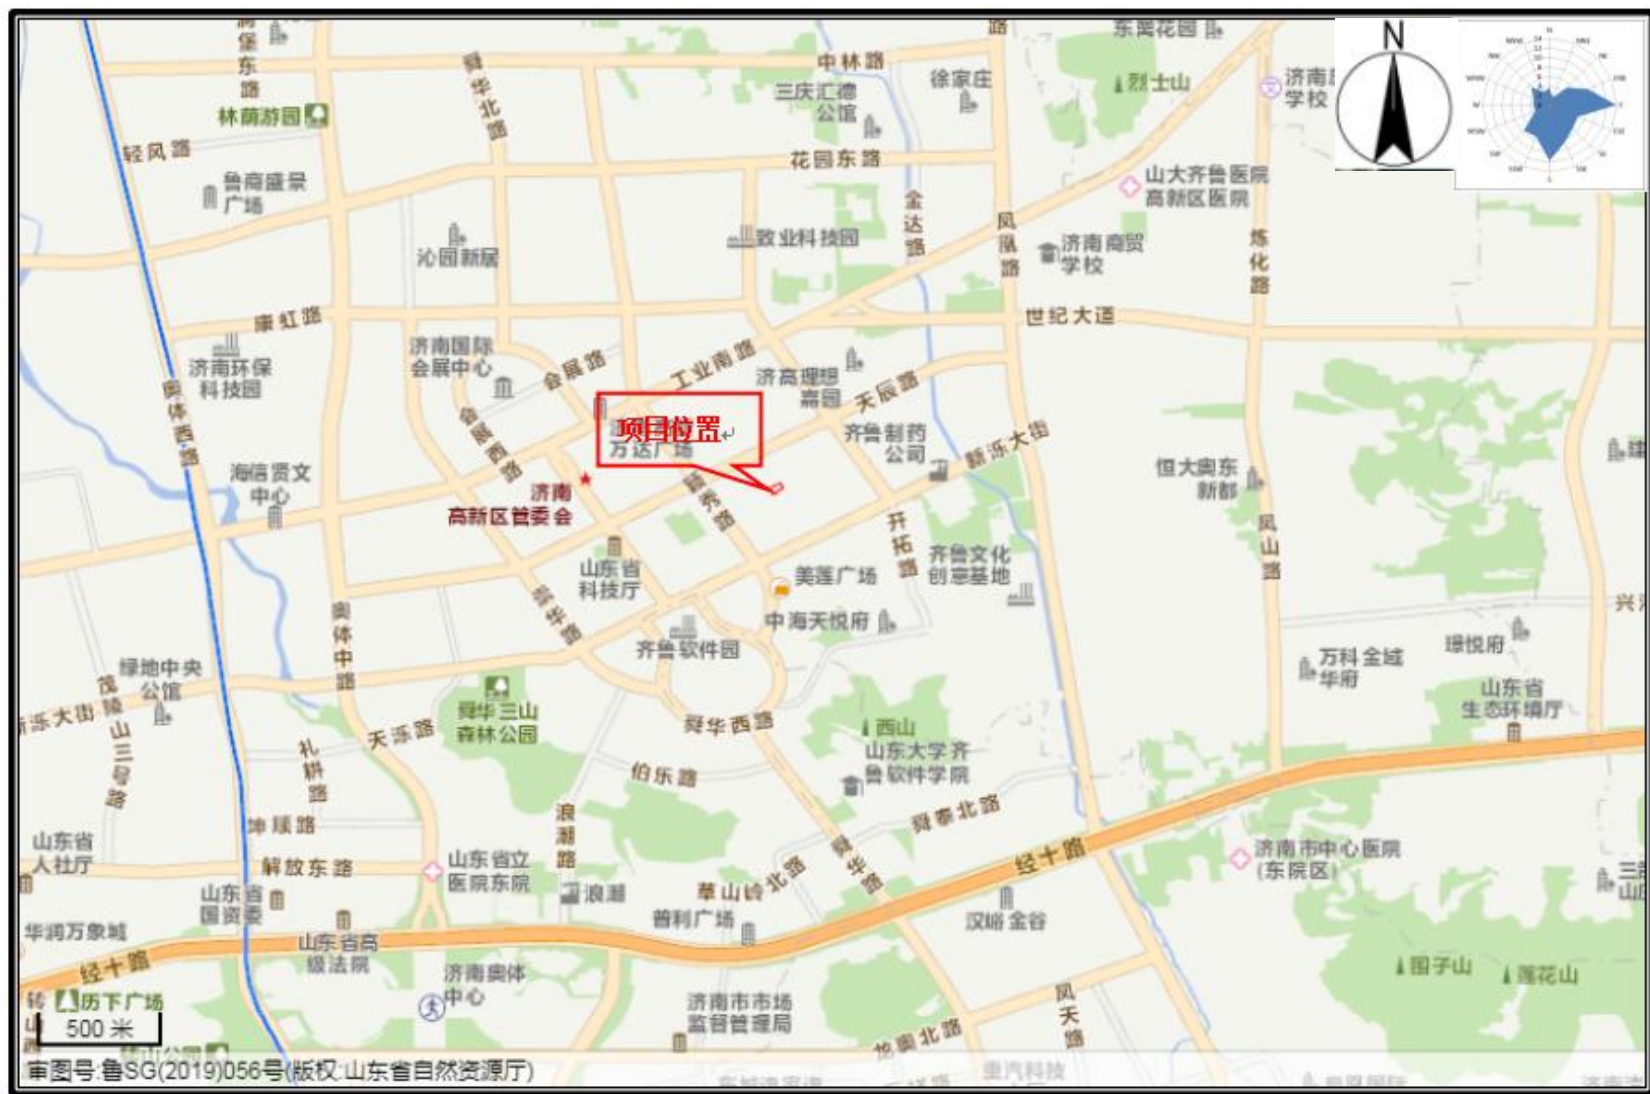 东路
中林路
路
烈士山
济南
学校
N
舜华北路
三庆汇德
公馆
徐家庄
林荫游园
轻风路
花园东路
山大齐鲁医院
高新区医院
鲁商盛景
广场
金达路
凤凰路
炼化路
沁园新居
致业科技园
济南商贸
学校
康虹路
世纪大道
济南国际
会展中心
会展路
工业南路
济南环保
科技园
济高理想
嘉园
天辰路
奥体西路
会展西路
项目位置
万达广场
齐鲁制药
公司
新泺大街
海信贤文
中心
恒大奥东
新都
济南
高新区管委会
颖秀路
开拓路
凤山路
山东省
科技厅
美莲广场
齐鲁文化
创意基地
舜华路
奥体中路
中海天悦府
齐鲁软件园
璟悦府
万科金域
华府
绿地中央
公馆
茂陵山三号路
山东省
生态环境厅
泺大街
舜华三山
森林公园
天泺路
舜华西路
西山
山东大学齐
鲁软件学院
礼耕路
伯乐路
浪潮路
舜泰北路
坤顺路
山东省
人社厅
解放东路
山东省立
医院东院
舜华路
经十路
济南市中心医院
(东院区)
山东省
国资委
浪潮
草山岭北路
普利广场
汉峪金谷
华润万象城
山东省高
级法院
经十路
济南奥体
中心
围子山
莲花山
历下广场
济南市市场
监督管理局
凤天路
龙奥北路
500 米
审图号:鲁SG(2019)056号(版权:山东省自然资源厅)
重汽科技